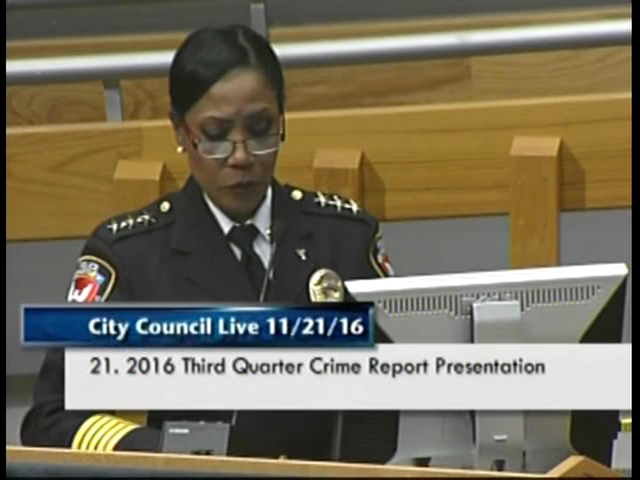 City Council Live 11/21/16
21. 2016 Third Quarter Crime Report Presentation